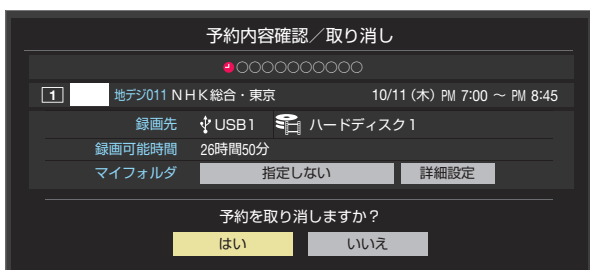 予約内容確認／取り消し
○○○○○○○○○○
1 地デジ011 NHK総合・東京 10/11 (木) PM 7:00 ～ PM 8:45
録画先 USB1 ハードディスク1
録画可能時間 26時間50分
マイフォルダ 指定しない 詳細設定
予約を取り消しますか？
はい いいえ